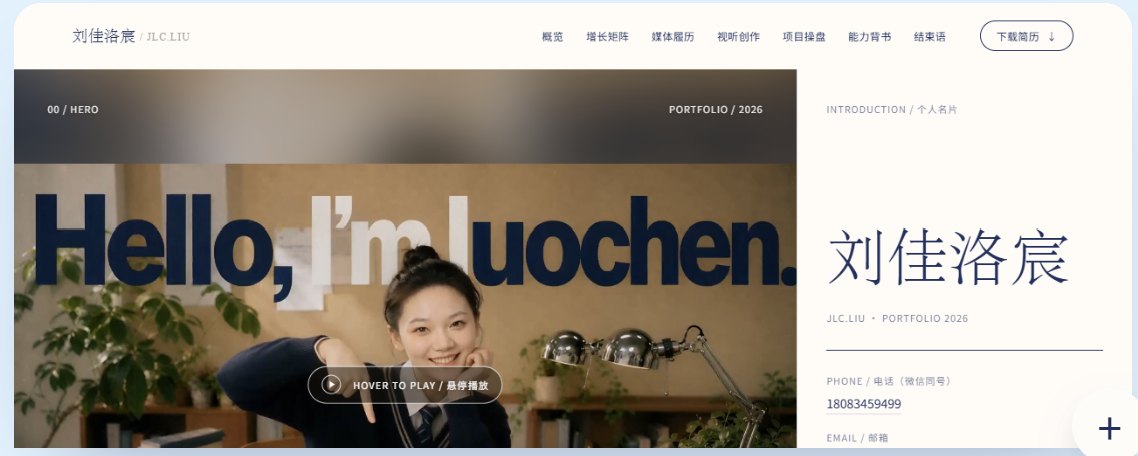 刘佳洛宸 / JLC.LIU
概览 增长矩阵 媒体履历 视听创作 项目操盘 能力背书 结束语 下载简历 ↓
00 / HERO
PORTFOLIO / 2026
Hello, I'm luochen.
HOVER TO PLAY / 悬停播放
INTRODUCTION / 个人名片
刘佳洛宸
JLC.LIU · PORTFOLIO 2026
PHONE / 电话（微信同号）
18083459499
EMAIL / 邮箱